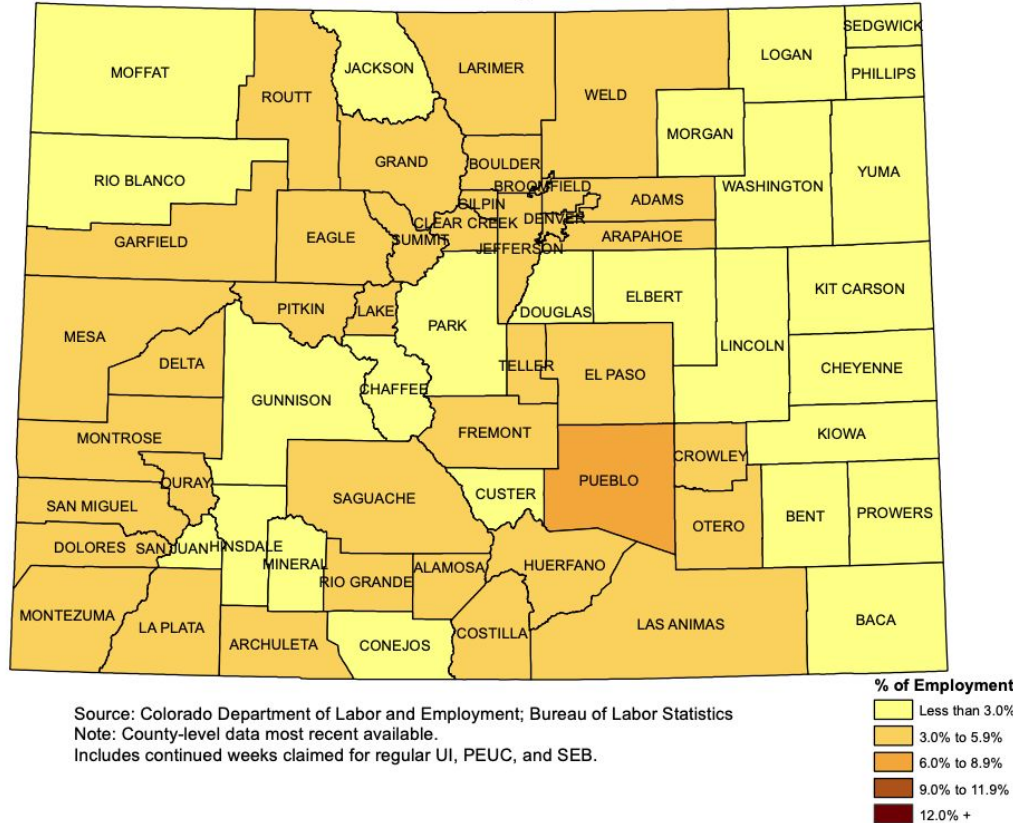 SEDGWICK
LOGAN
MOFFAT
JACKSON
LARIMER
PHILLIPS
ROUTT
WELD
MORGAN
GRAND
BOULDER
RIO BLANCO
YUMA
WASHINGTON
BROOMFIELD
GILPIN
ADAMS
CLEAR CREEK
DENVER
GARFIELD
EAGLE
SUMMIT
ARAPAHOE
JEFFERSON
KIT CARSON
ELBERT
PITKIN
LAKE
DOUGLAS
PARK
MESA
LINCOLN
DELTA
TELLER
EL PASO
CHEYENNE
CHAFFEE
GUNNISON
FREMONT
KIOWA
MONTROSE
CROWLEY
PUEBLO
OURAY
CUSTER
SAGUACHE
SAN MIGUEL
PROWERS
BENT
OTERO
DOLORES
SAN JUAN
HINSDALE
MINERAL
HUERFANO
ALAMOSA
RIO GRANDE
MONTEZUMA
BACA
LAS ANIMAS
LA PLATA
COSTILLA
ARCHULETA
CONEJOS
% of Employment
Less than 3.0%
3.0% to 5.9%
6.0% to 8.9%
9.0% to 11.9%
12.0% +
Source: Colorado Department of Labor and Employment; Bureau of Labor Statistics
Note: County-level data most recent available.
Includes continued weeks claimed for regular UI, PEUC, and SEB.